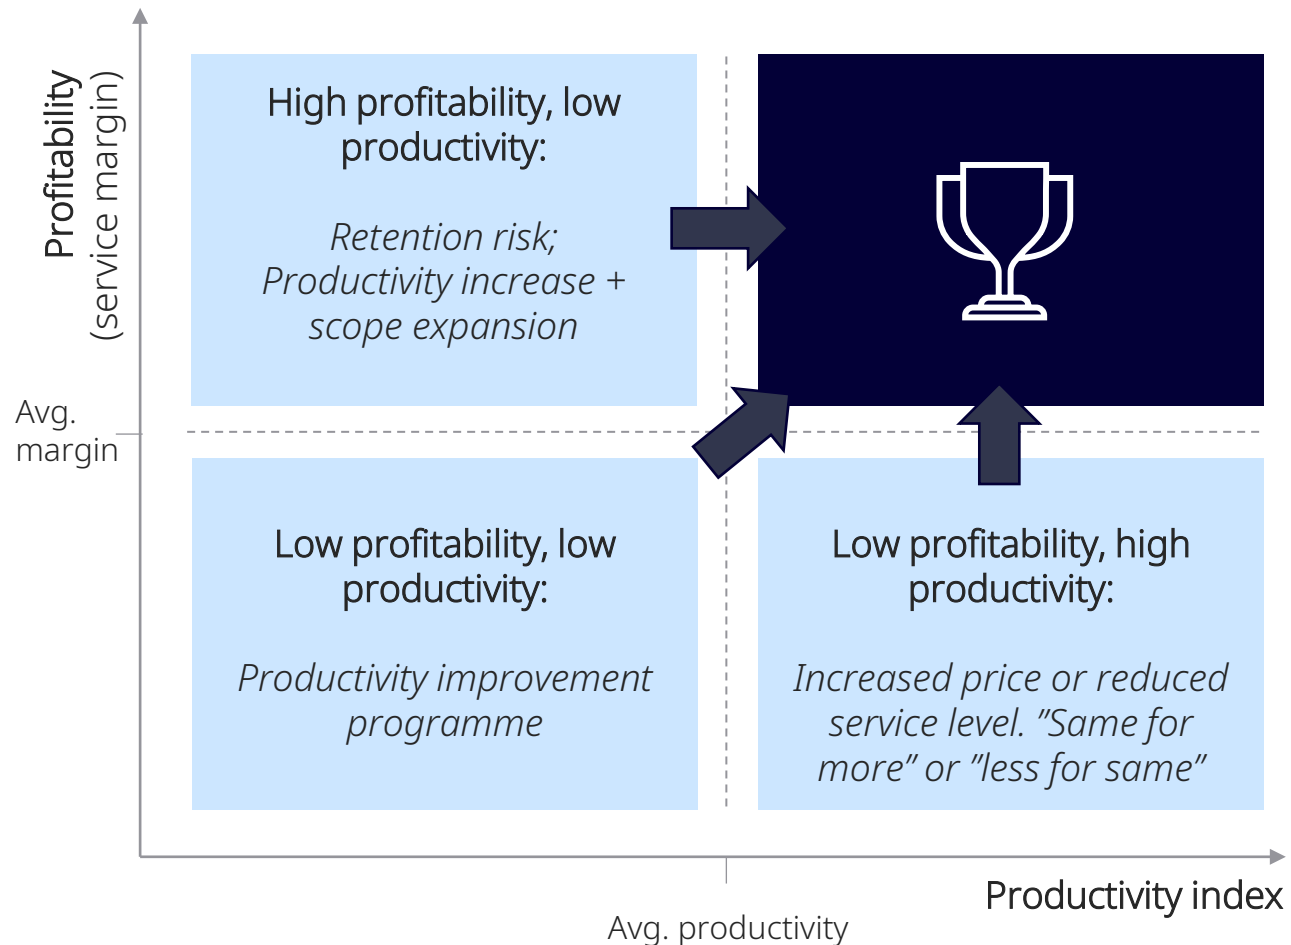 Profitability
(service margin)
High profitability, low
productivity:
Retention risk;
Productivity increase +
scope expansion
Avg.
margin
Low profitability, low
productivity:
Productivity improvement
programme
Low profitability, high
productivity:
Increased price or reduced
service level. ”Same for
more” or ”less for same”
Productivity index
Avg. productivity